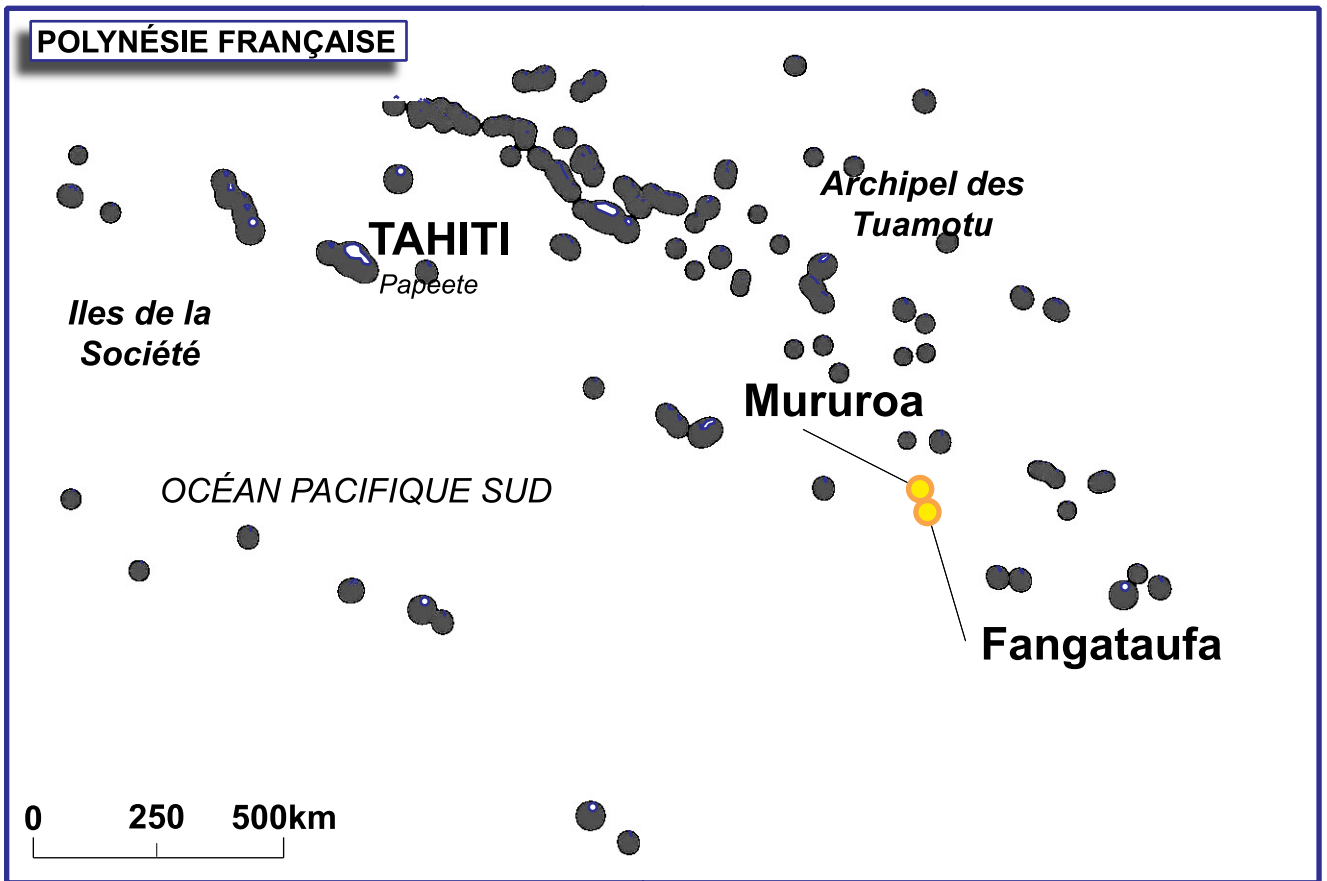 POLYNÉSIE FRANÇAISE
Archipel des
Tuamotu
TAHITI
Papeete
Iles de la
Société
Mururoa
OCÉAN PACIFIQUE SUD
Fangataufa
0 250 500km